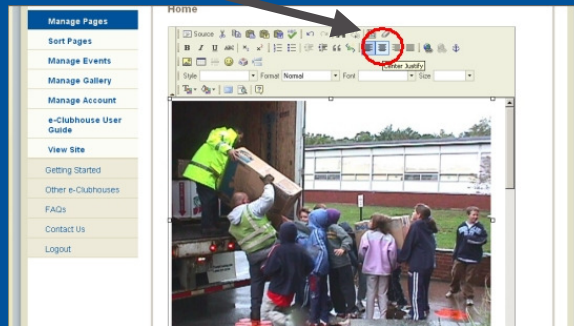 Home
Manage Pages
Sort Pages
Manage Events
Manage Gallery
Manage Account
e-Clubhouse User
Guide
View Site
Getting Started
Other e-Clubhouses
FAQs
Contact Us
Logout
Source
B I U ABC
Center Justify
Style Format Normal Font Size